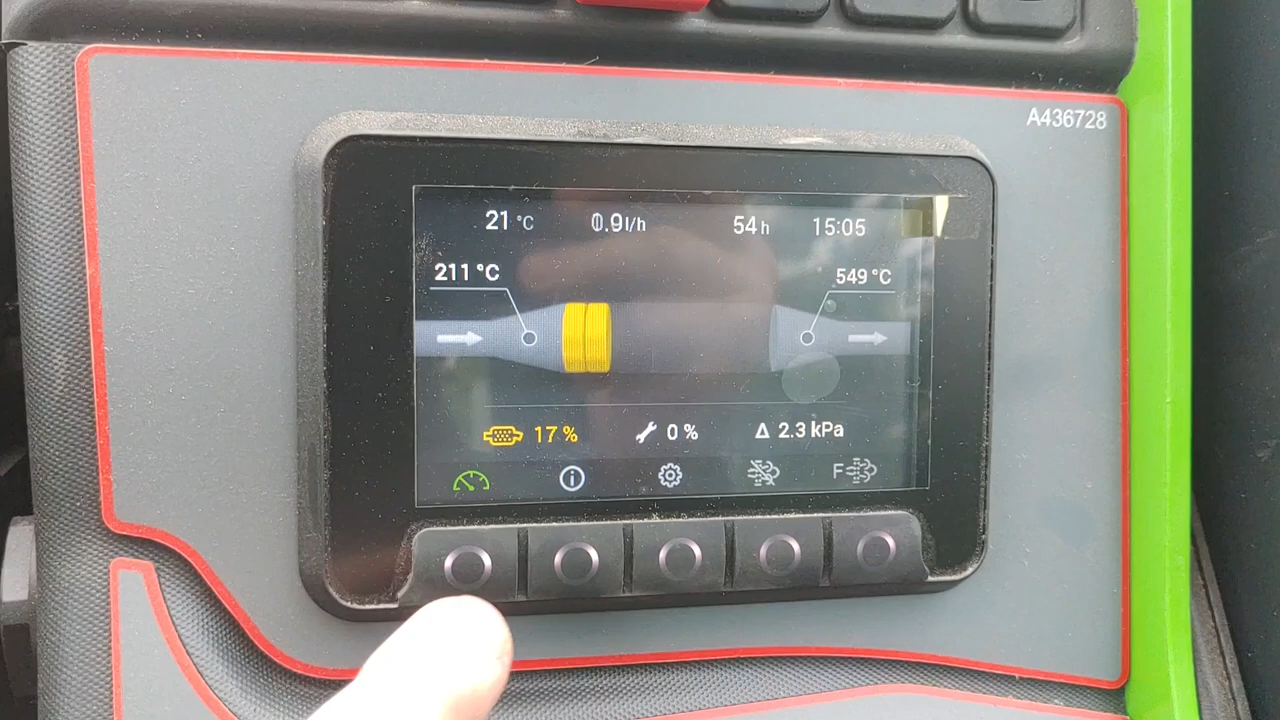 A436728
21 °C 0.9 l/h 54 h 15:05
211 °C 549 °C
17 % 0 % Δ 2.3 kPa
F